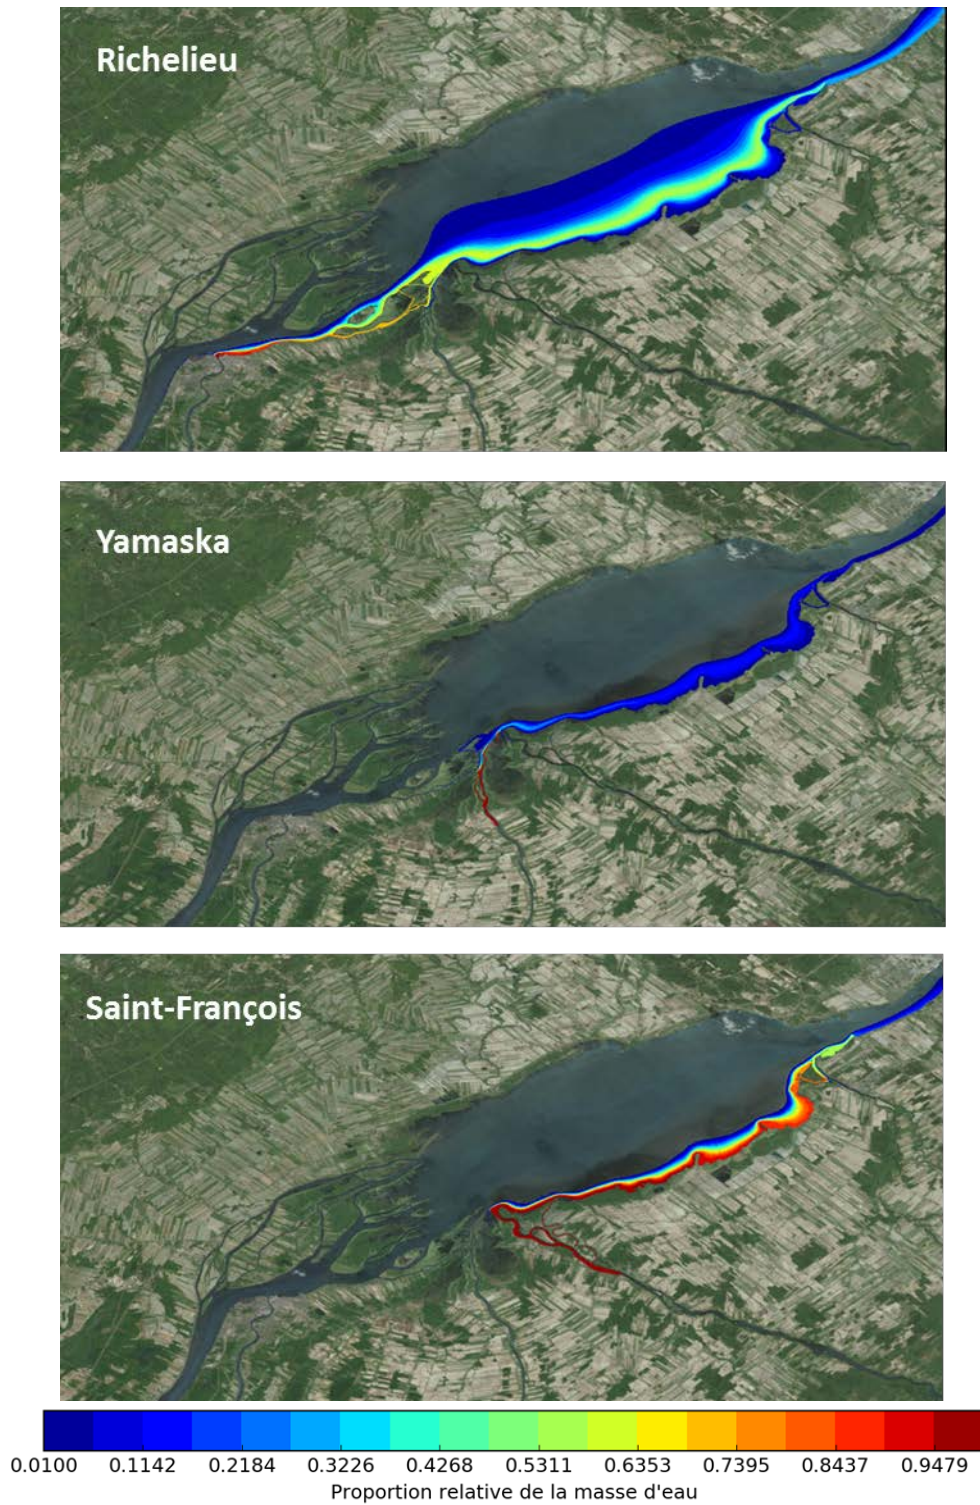 Richelieu
Yamaska
Saint-François
0.0100 0.1142 0.2184 0.3226 0.4268 0.5311 0.6353 0.7395 0.8437 0.9479
Proportion relative de la masse d'eau